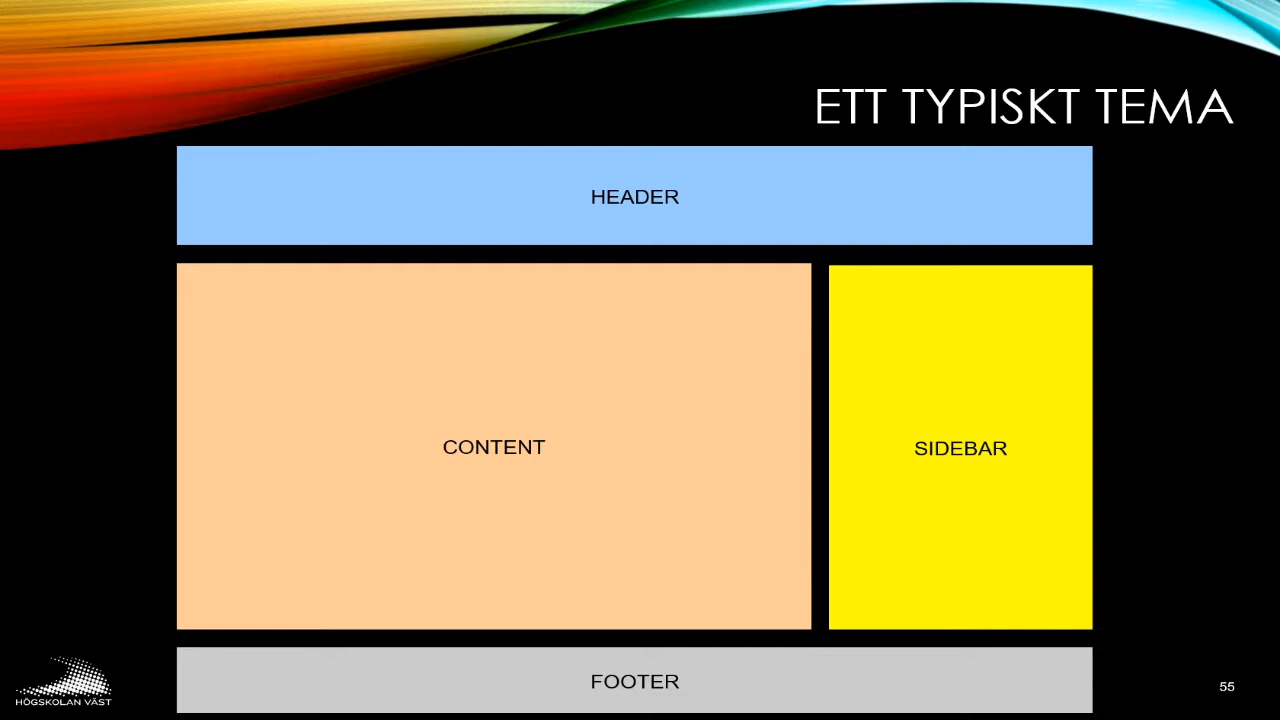 ETT TYPISKT TEMA
HEADER
CONTENT
SIDEBAR
FOOTER
HÖGSKOLAN VÄST
55